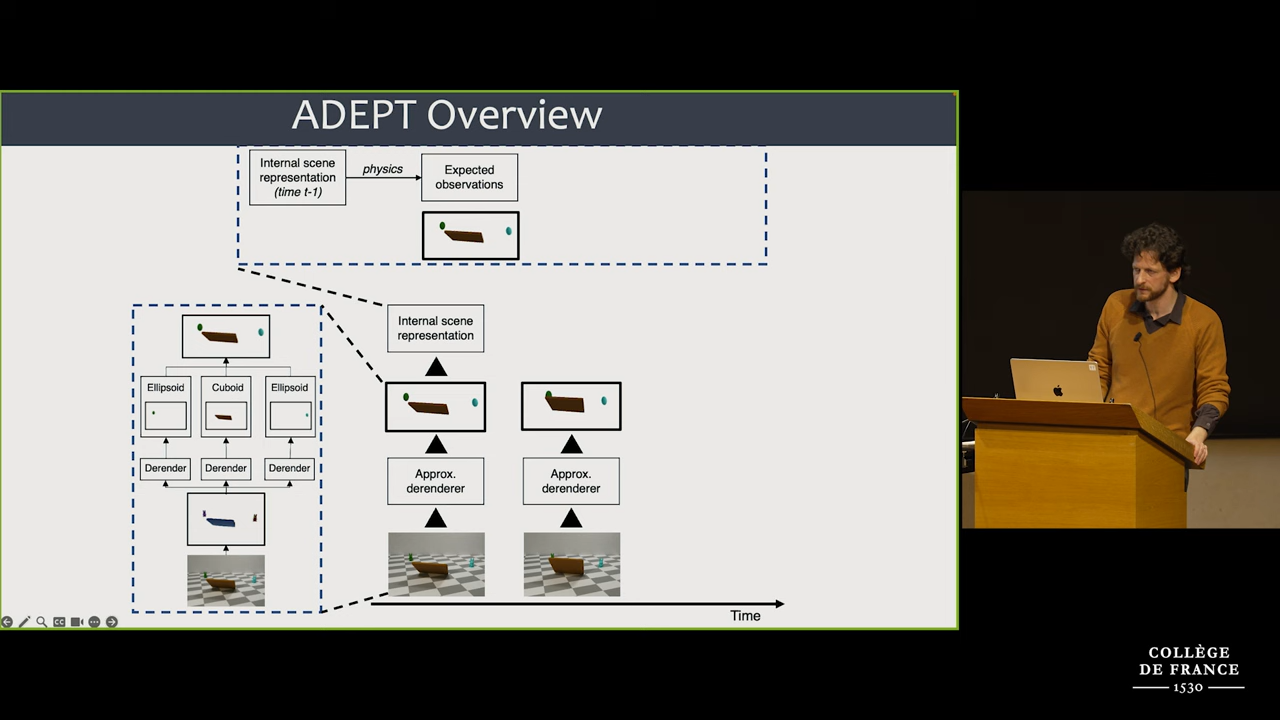 ADEPT Overview
Internal scene
representation
(time t-1)
physics
Expected
observations
Internal scene
representation
Ellipsoid
Cuboid
Ellipsoid
Derender
Derender
Derender
Approx.
derenderer
Approx.
derenderer
Time
CC
COLLÈGE
DE FRANCE
1530